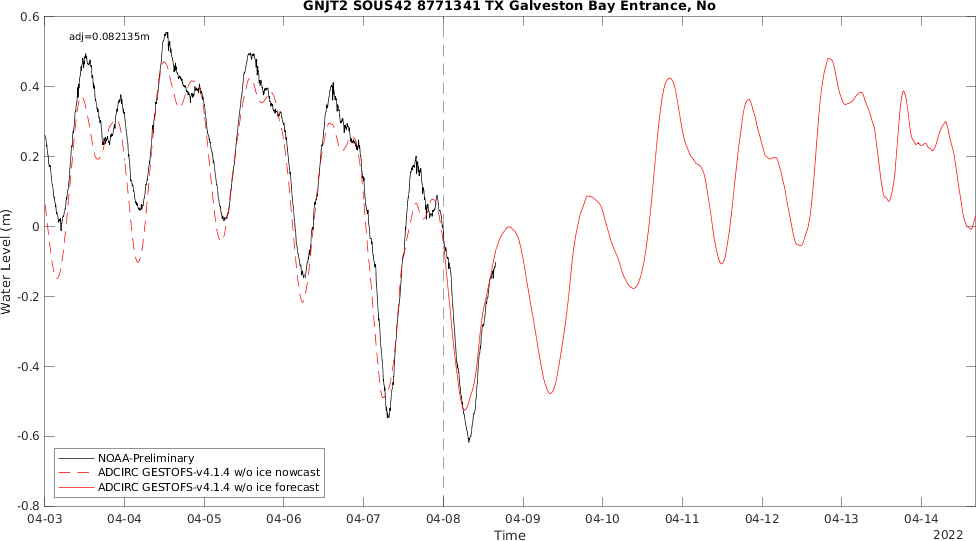 GNJT2 SOUS42 8771341 TX Galveston Bay Entrance, No
adj=0.082135m
0.6
0.4
0.2
0
-0.2
-0.4
-0.6
-0.8
Water Level (m)
NOAA-Preliminary
ADCIRC GESTOFS-v4.1.4 w/o ice nowcast
ADCIRC GESTOFS-v4.1.4 w/o ice forecast
04-03 04-04 04-05 04-06 04-07 04-08 04-09 04-10 04-11 04-12 04-13 04-14
Time
2022